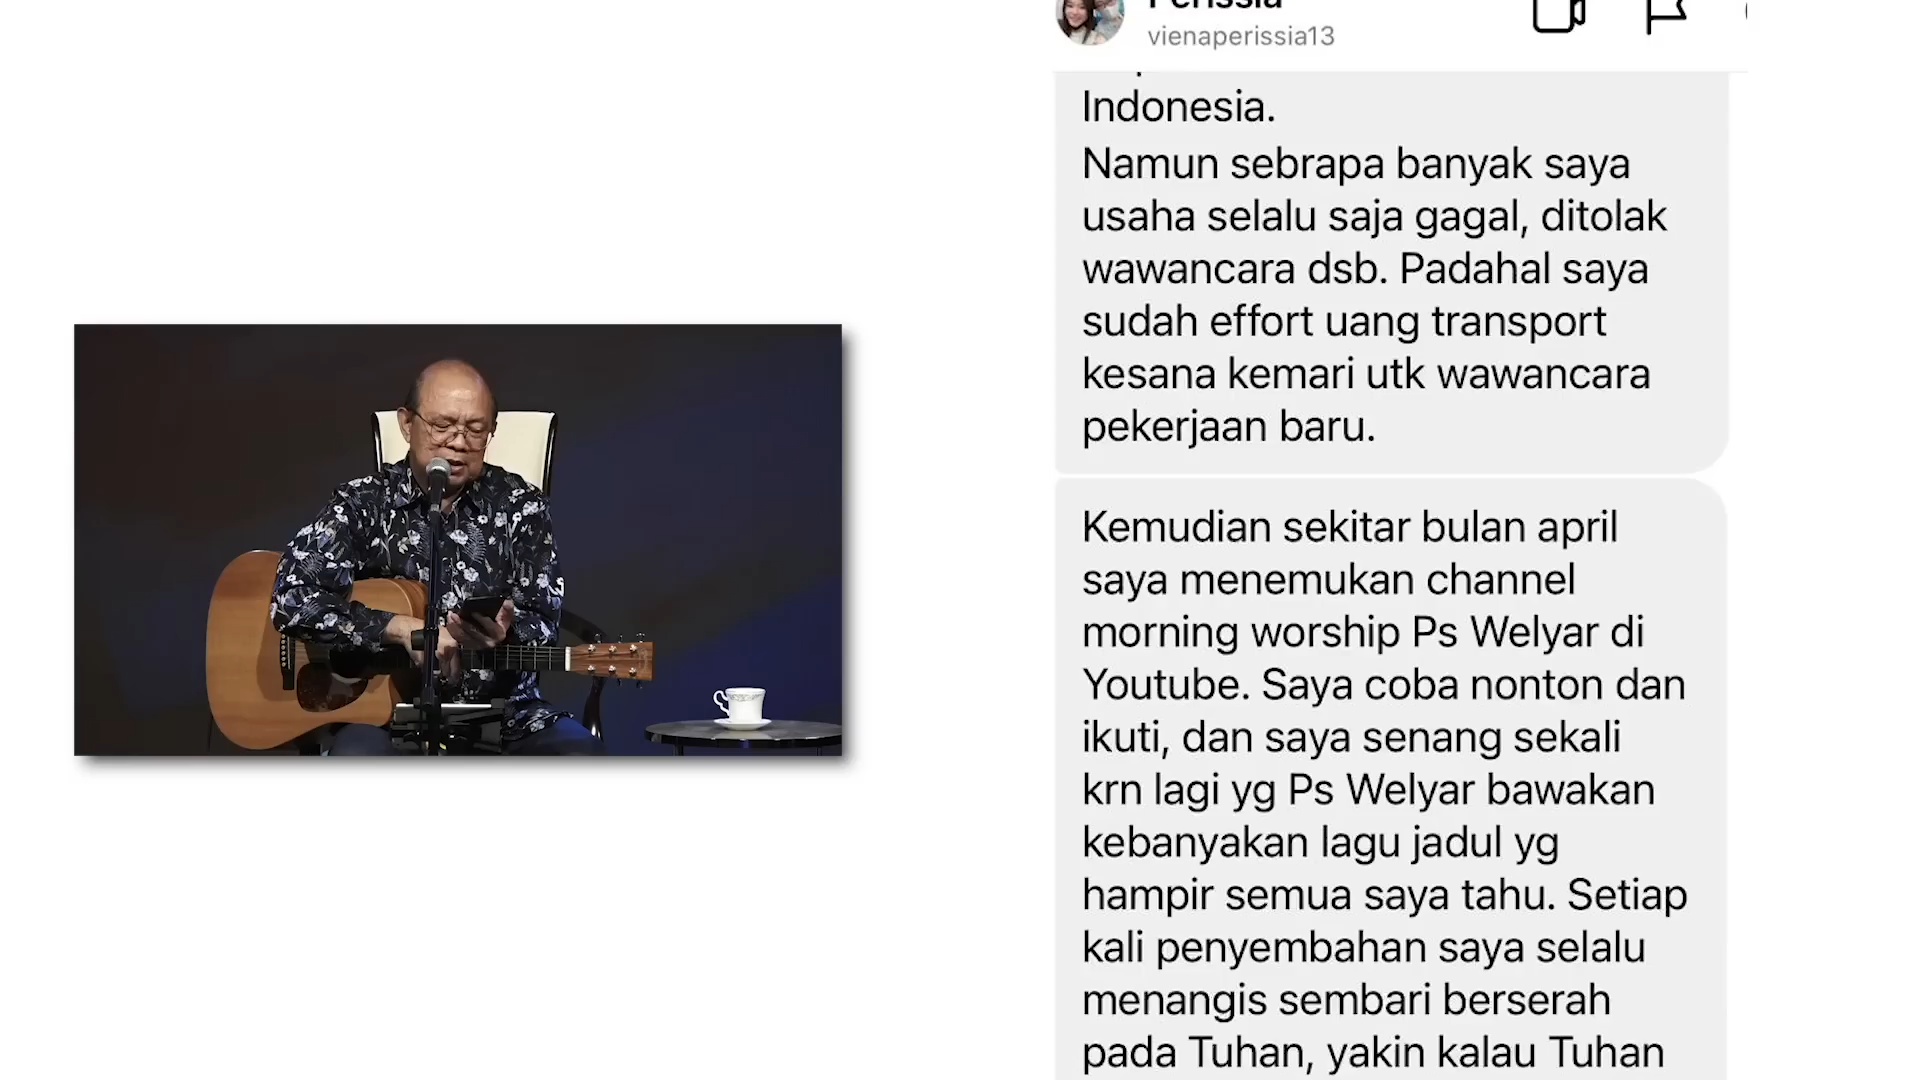 Perissia
vienaperissia13
Indonesia.
Namun sebrapa banyak saya
usaha selalu saja gagal, ditolak
wawancara dsb. Padahal saya
sudah effort uang transport
kesana kemari utk wawancara
pekerjaan baru.
Kemudian sekitar bulan april
saya menemukan channel
morning worship Ps Welyar di
Youtube. Saya coba nonton dan
ikuti, dan saya senang sekali
krn lagi yg Ps Welyar bawakan
kebanyakan lagu jadul yg
hampir semua saya tahu. Setiap
kali penyembahan saya selalu
menangis sembari berserah
pada Tuhan, yakin kalau Tuhan